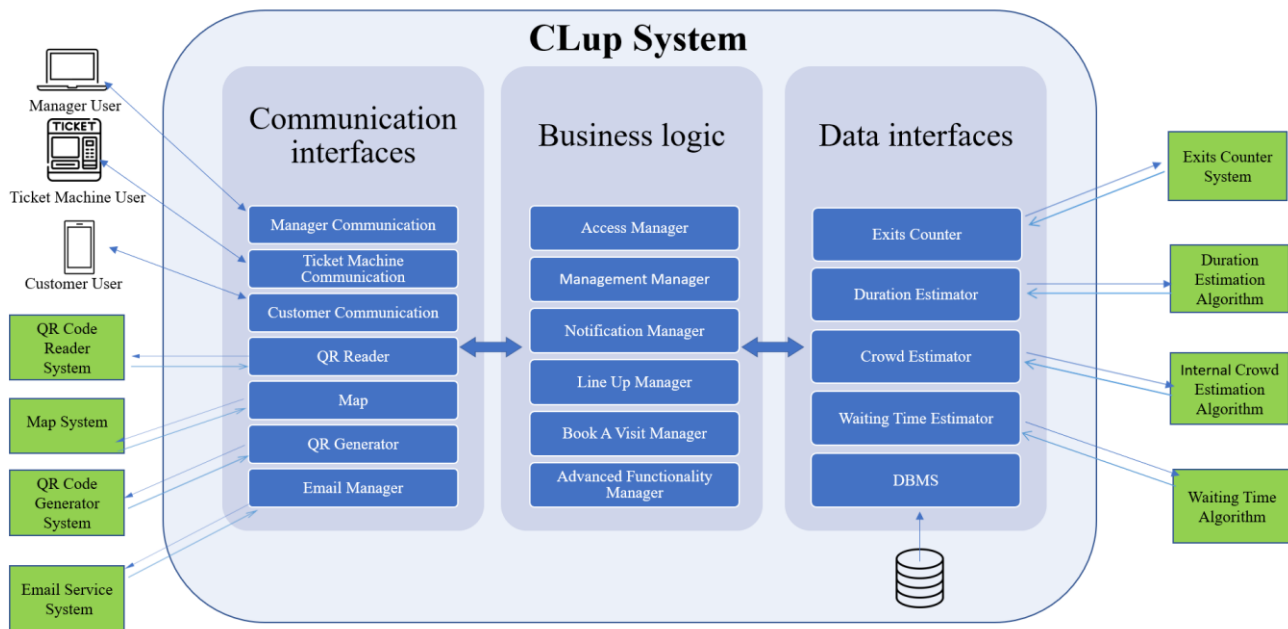 CLup System
Manager User
TICKET
Ticket Machine User
Customer User
QR Code
Reader
System
Map System
QR Code
Generator
System
Email Service
System
Communication
interfaces
Manager Communication
Ticket Machine
Communication
Customer Communication
QR Reader
Map
QR Generator
Email Manager
Business logic
Access Manager
Management Manager
Notification Manager
Line Up Manager
Book A Visit Manager
Advanced Functionality
Manager
Data interfaces
Exits Counter
Duration Estimator
Crowd Estimator
Waiting Time Estimator
DBMS
Exits Counter
System
Duration
Estimation
Algorithm
Internal Crowd
Estimation
Algorithm
Waiting Time
Algorithm